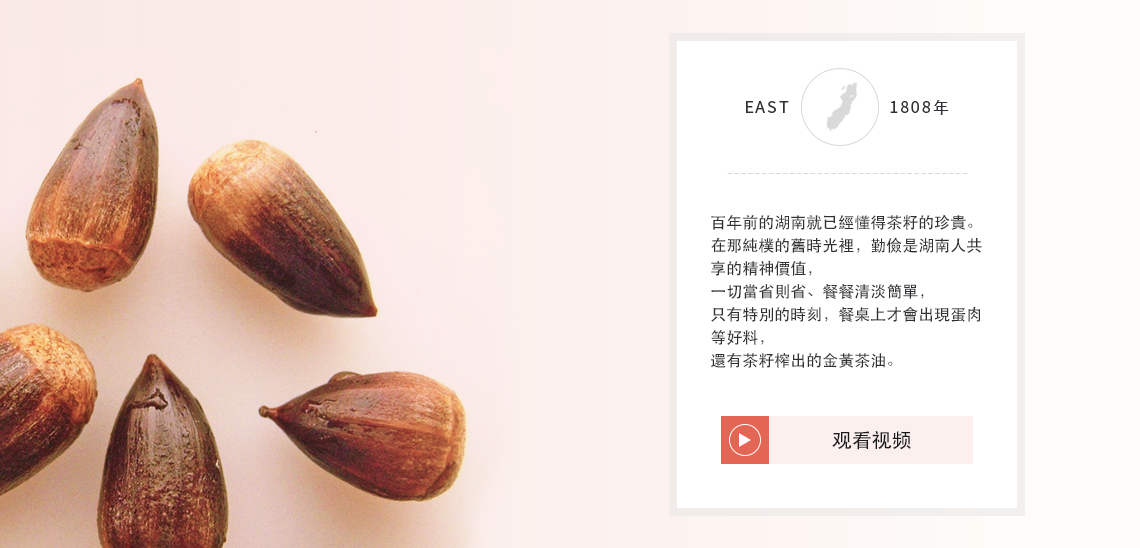 EAST 1808年
百年前的湖南就已經懂得茶籽的珍貴。
在那純樸的舊時光裡，勤儉是湖南人共
享的精神價值，
一切當省則省、餐餐清淡簡單，
只有特別的時刻，餐桌上才會出現蛋肉
等好料，
還有茶籽榨出的金黃茶油。
观看视频